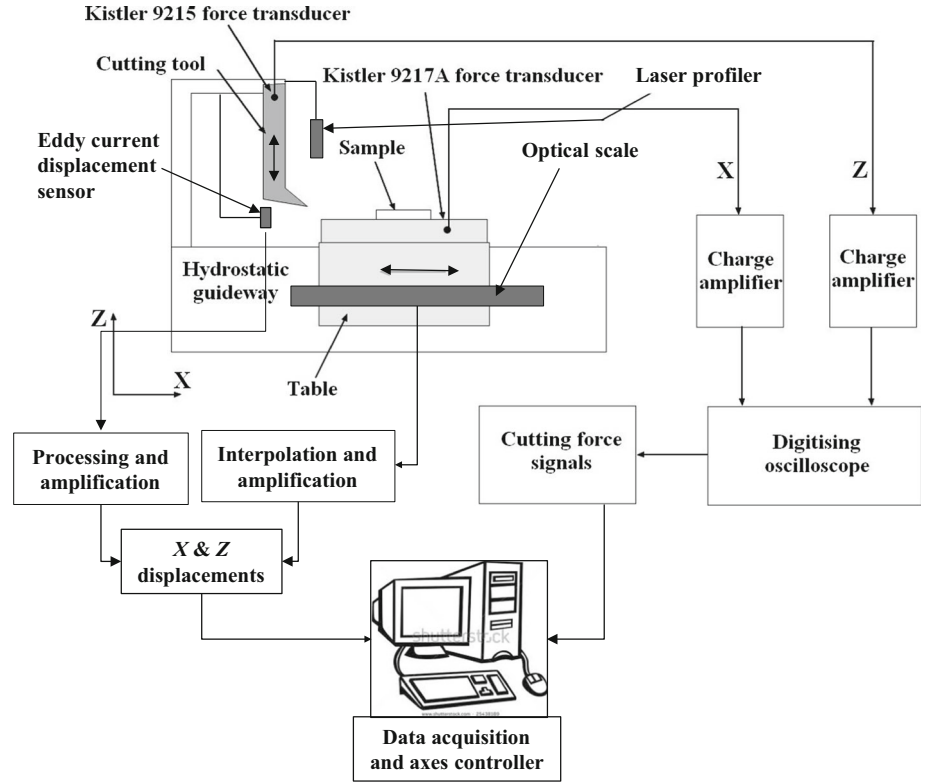 Kistler 9215 force transducer
Cutting tool
Kistler 9217A force transducer
Laser profiler
Eddy current
displacement
sensor
Sample
Optical scale
X
Z
Charge
amplifier
Charge
amplifier
Hydrostatic
guideway
Z
X
Table
Processing and
amplification
Interpolation and
amplification
Cutting force
signals
Digitising
oscilloscope
X & Z
displacements
shutterstock
Data acquisition
and axes controller